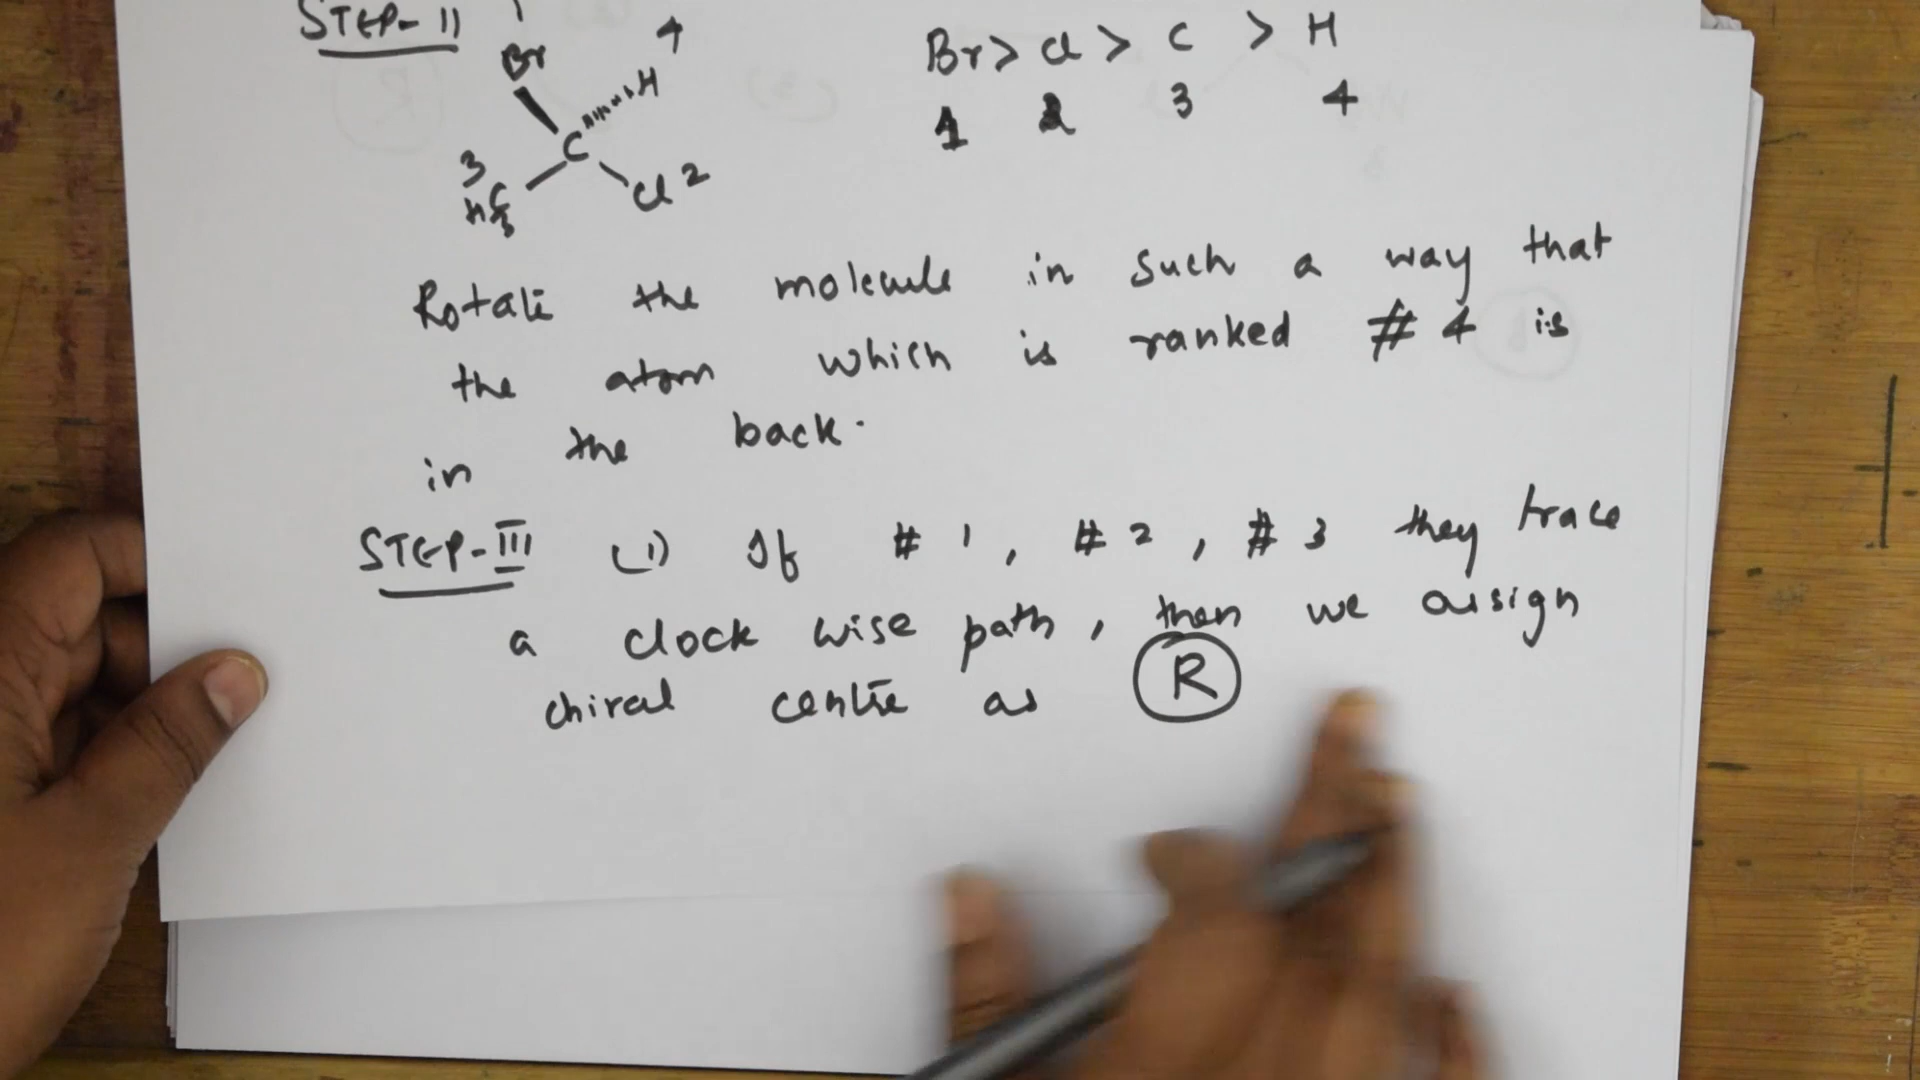 STEP-II
Br 4
H
C
3
H3C Cl 2
Br > Cl > C > H
1 2 3 4
Rotate the molecule in such a way that
the atom which is ranked #4 is
in the back.
STEP-III (1) If #1, #2, #3 they trace
a clock wise path, then we assign
chiral centre as R